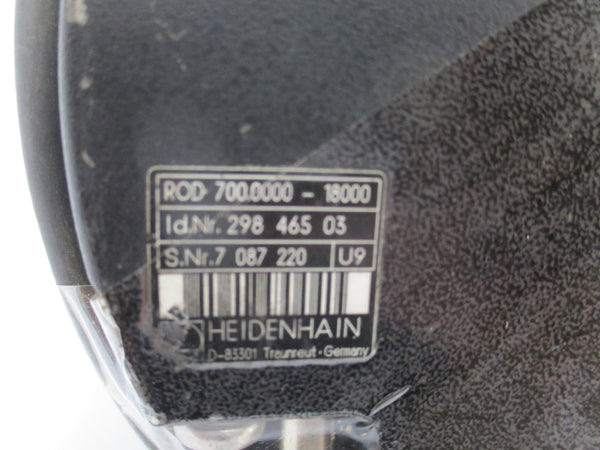 ROD 700.0000 - 18000
Id.Nr. 298 465 03
S.Nr.7 087 220 U9
HEIDENHAIN
D-83301 Traunreut · Germany